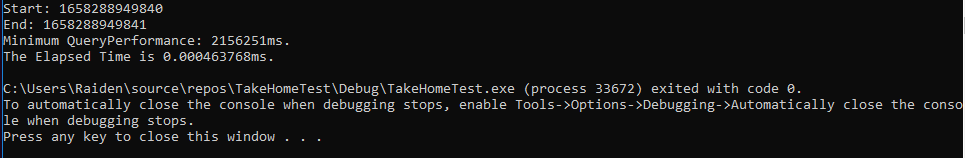 Start: 1658288949840
End: 1658288949841
Minimum QueryPerformance: 2156251ms.
The Elapsed Time is 0.000463768ms.
C:\Users\Raiden\source\repos\TakeHomeTest\Debug\TakeHomeTest.exe (process 33672) exited with code 0.
To automatically close the console when debugging stops, enable Tools->Options->Debugging->Automatically close the conso
le when debugging stops.
Press any key to close this window . . .